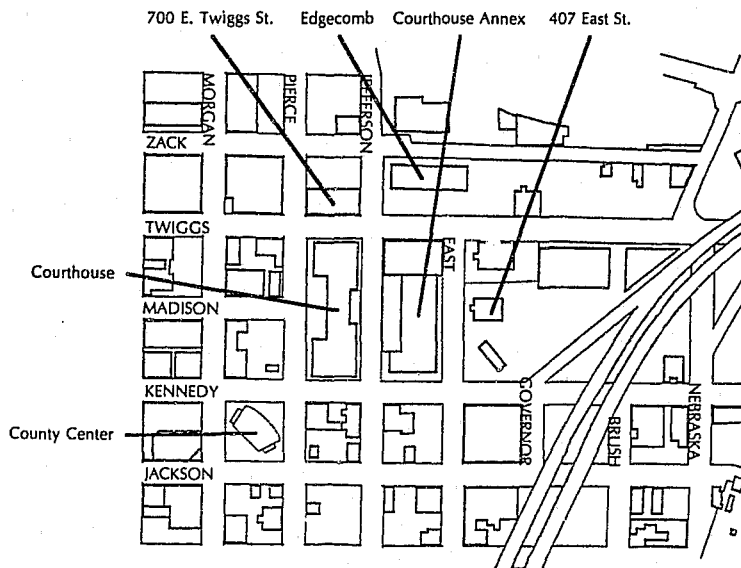 700 E. Twiggs St. Edgecomb Courthouse Annex 407 East St.
MORGAN
PIERCE
JEFFERSON
ZACK
TWIGGS
EAST
Courthouse
MADISON
KENNEDY
GOVERNOR
NEBRASKA
BRUSH
County Center
JACKSON